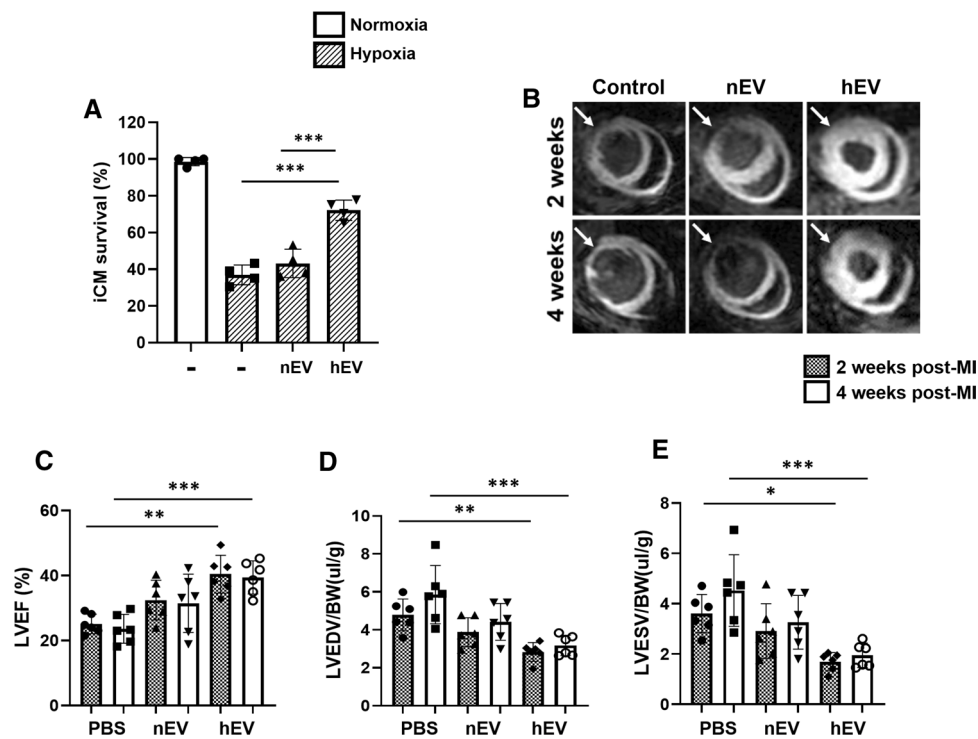 Normoxia
Hypoxia
A
iCM survival (%)
120
100
80
60
40
20
0
***
***
-
-
nEV
hEV
B
Control
nEV
hEV
2 weeks
4 weeks
2 weeks post-MI
4 weeks post-MI
C
LVEF (%)
60
40
20
0
***
**
PBS
nEV
hEV
D
LVEDV/BW(ul/g)
10
8
6
4
2
0
***
**
PBS
nEV
hEV
E
LVESV/BW(ul/g)
8
6
4
2
0
***
*
PBS
nEV
hEV